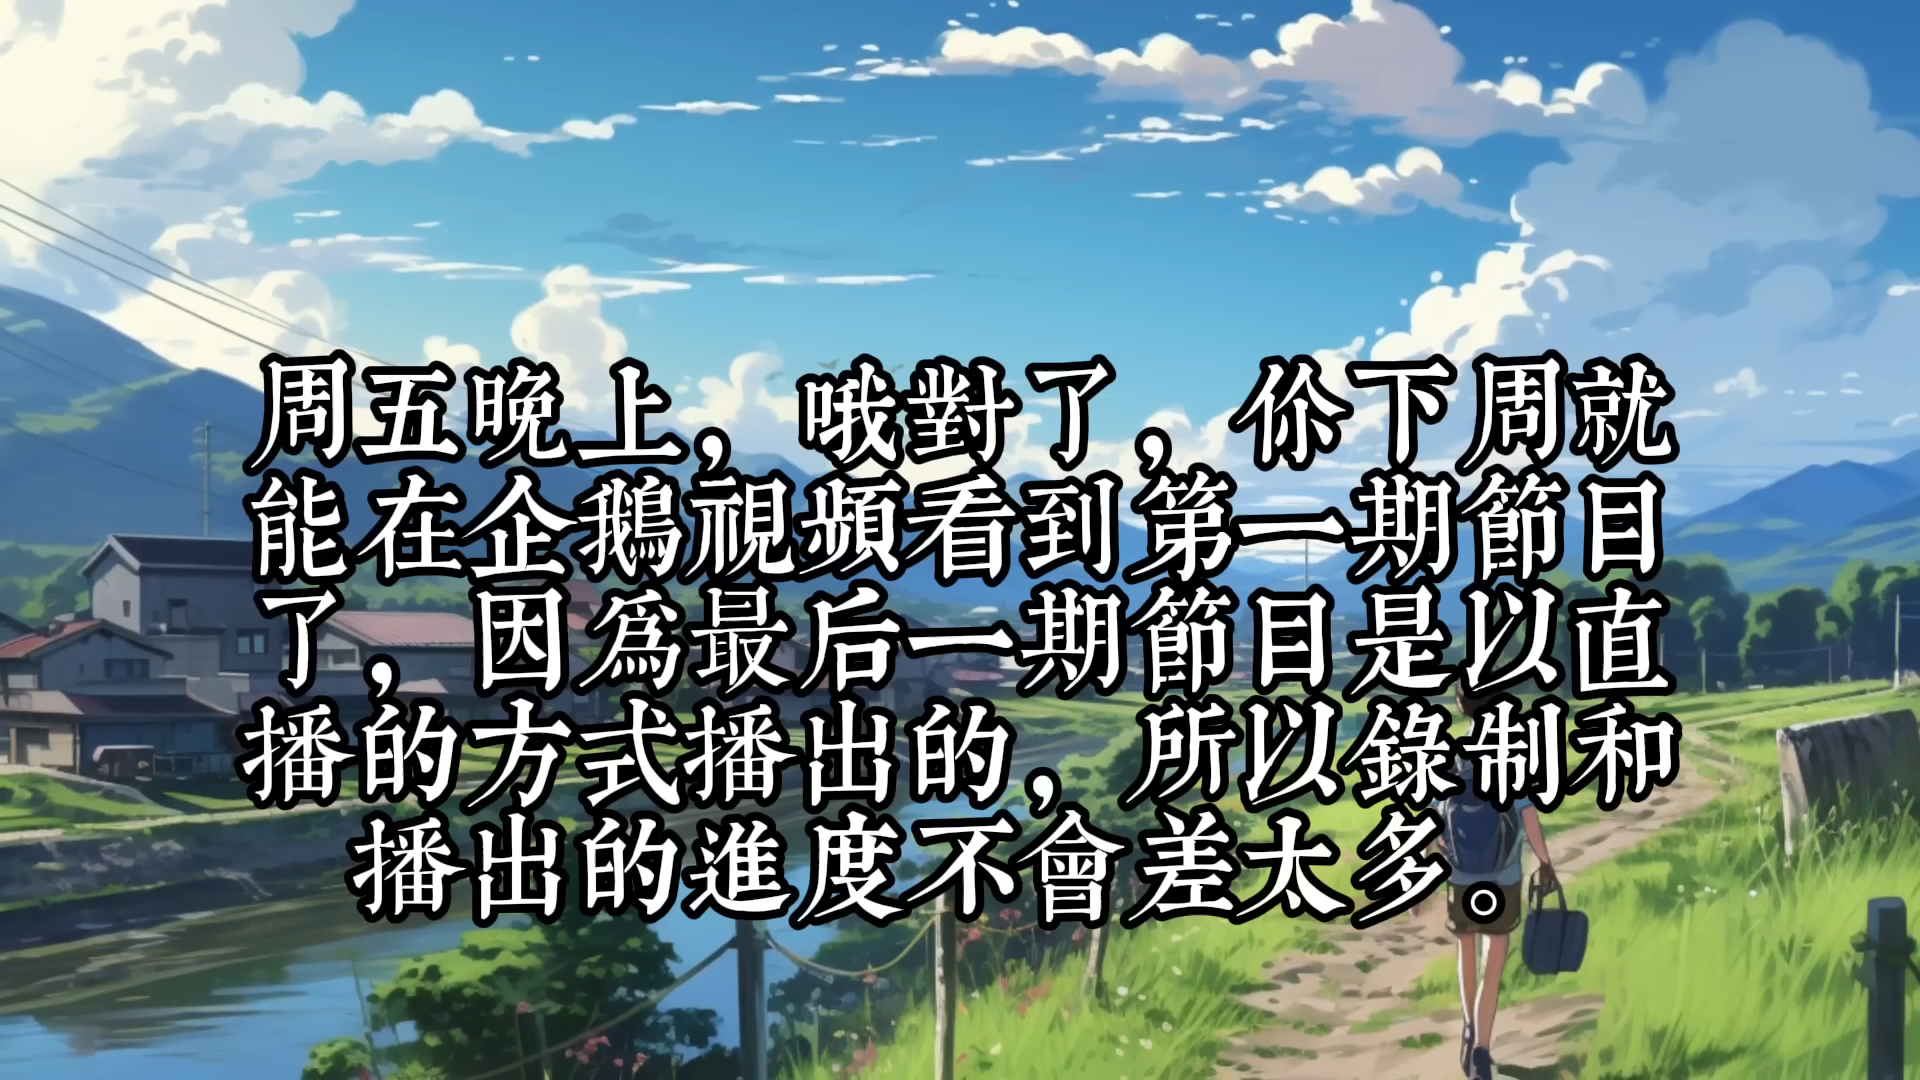 周五晚上，哦對了，伱下周就
能在企鵝視頻看到第一期節目
了，因爲最后一期節目是以直
播的方式播出的，所以錄制和
播出的進度不會差太多。